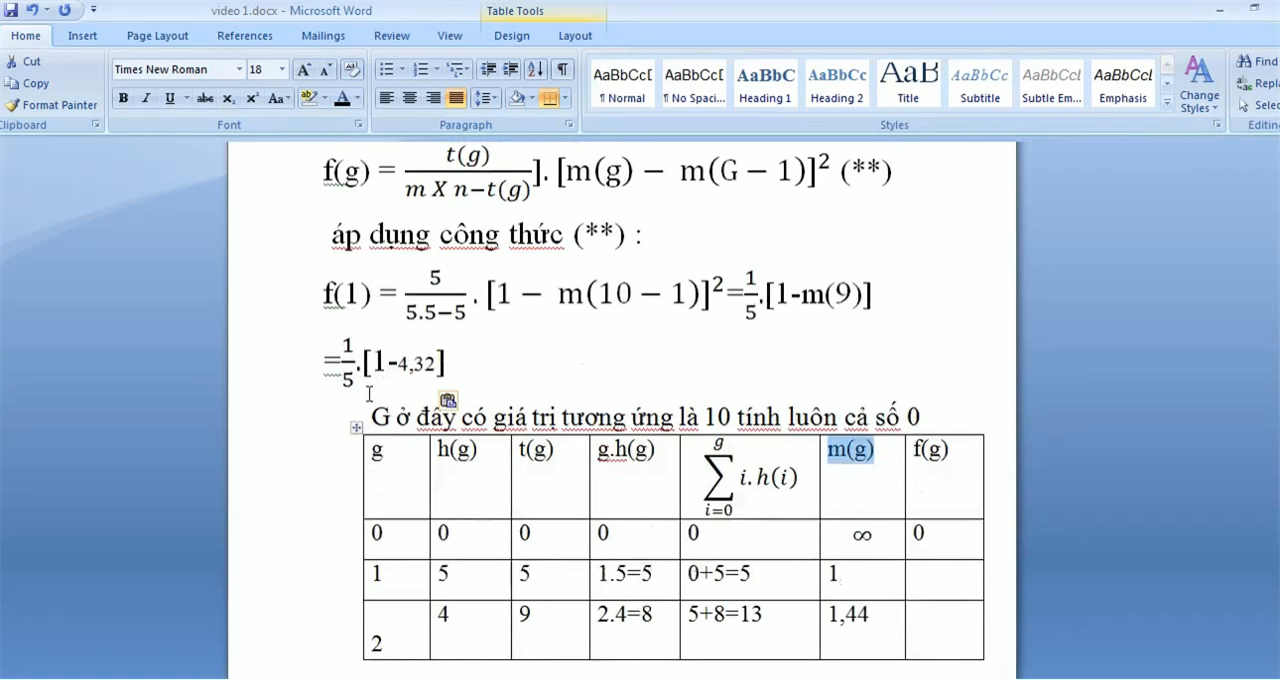 video 1.docx - Microsoft Word
Table Tools
Home Insert Page Layout References Mailings Review View Design Layout
Cut
Copy
Format Painter
Clipboard
Times New Roman 18
Font
Paragraph
AaBbCcD AaBbCcD AaBbC AaBbCc AaB AaBbCc AaBbCcD AaBbCc
¶ Normal ¶ No Spaci... Heading 1 Heading 2 Title Subtitle Subtle Em... Emphasis
Change Styles
Styles
Find
Repl
Selec
Editin
f(g) = t(g)/(m X n−t(g))]. [m(g) − m(G − 1)]² (**)
áp dụng công thức (**) :
f(1) = 5/(5.5−5) . [1 − m(10 − 1)]²=1/5.[1-m(9)]
=1/5.[1-4,32]
G ở đây có giá trị tương ứng là 10 tính luôn cả số 0
g h(g) t(g) g.h(g) ∑_{i=0}^{g} i.h(i) m(g) f(g)
0 0 0 0 0 ∞ 0
1 5 5 1.5=5 0+5=5 1
2 4 9 2.4=8 5+8=13 1,44